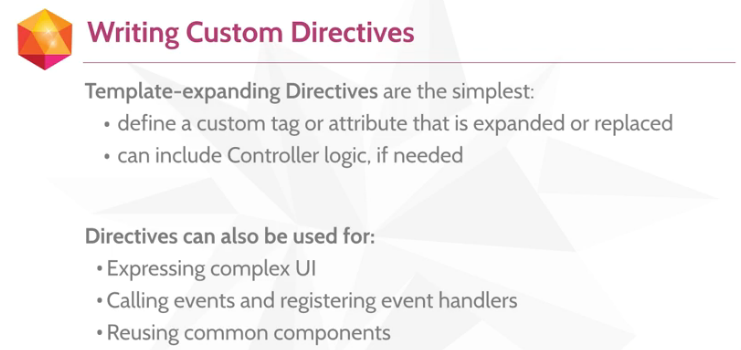 Writing Custom Directives
Template-expanding Directives are the simplest:
• define a custom tag or attribute that is expanded or replaced
• can include Controller logic, if needed
Directives can also be used for:
• Expressing complex UI
• Calling events and registering event handlers
• Reusing common components